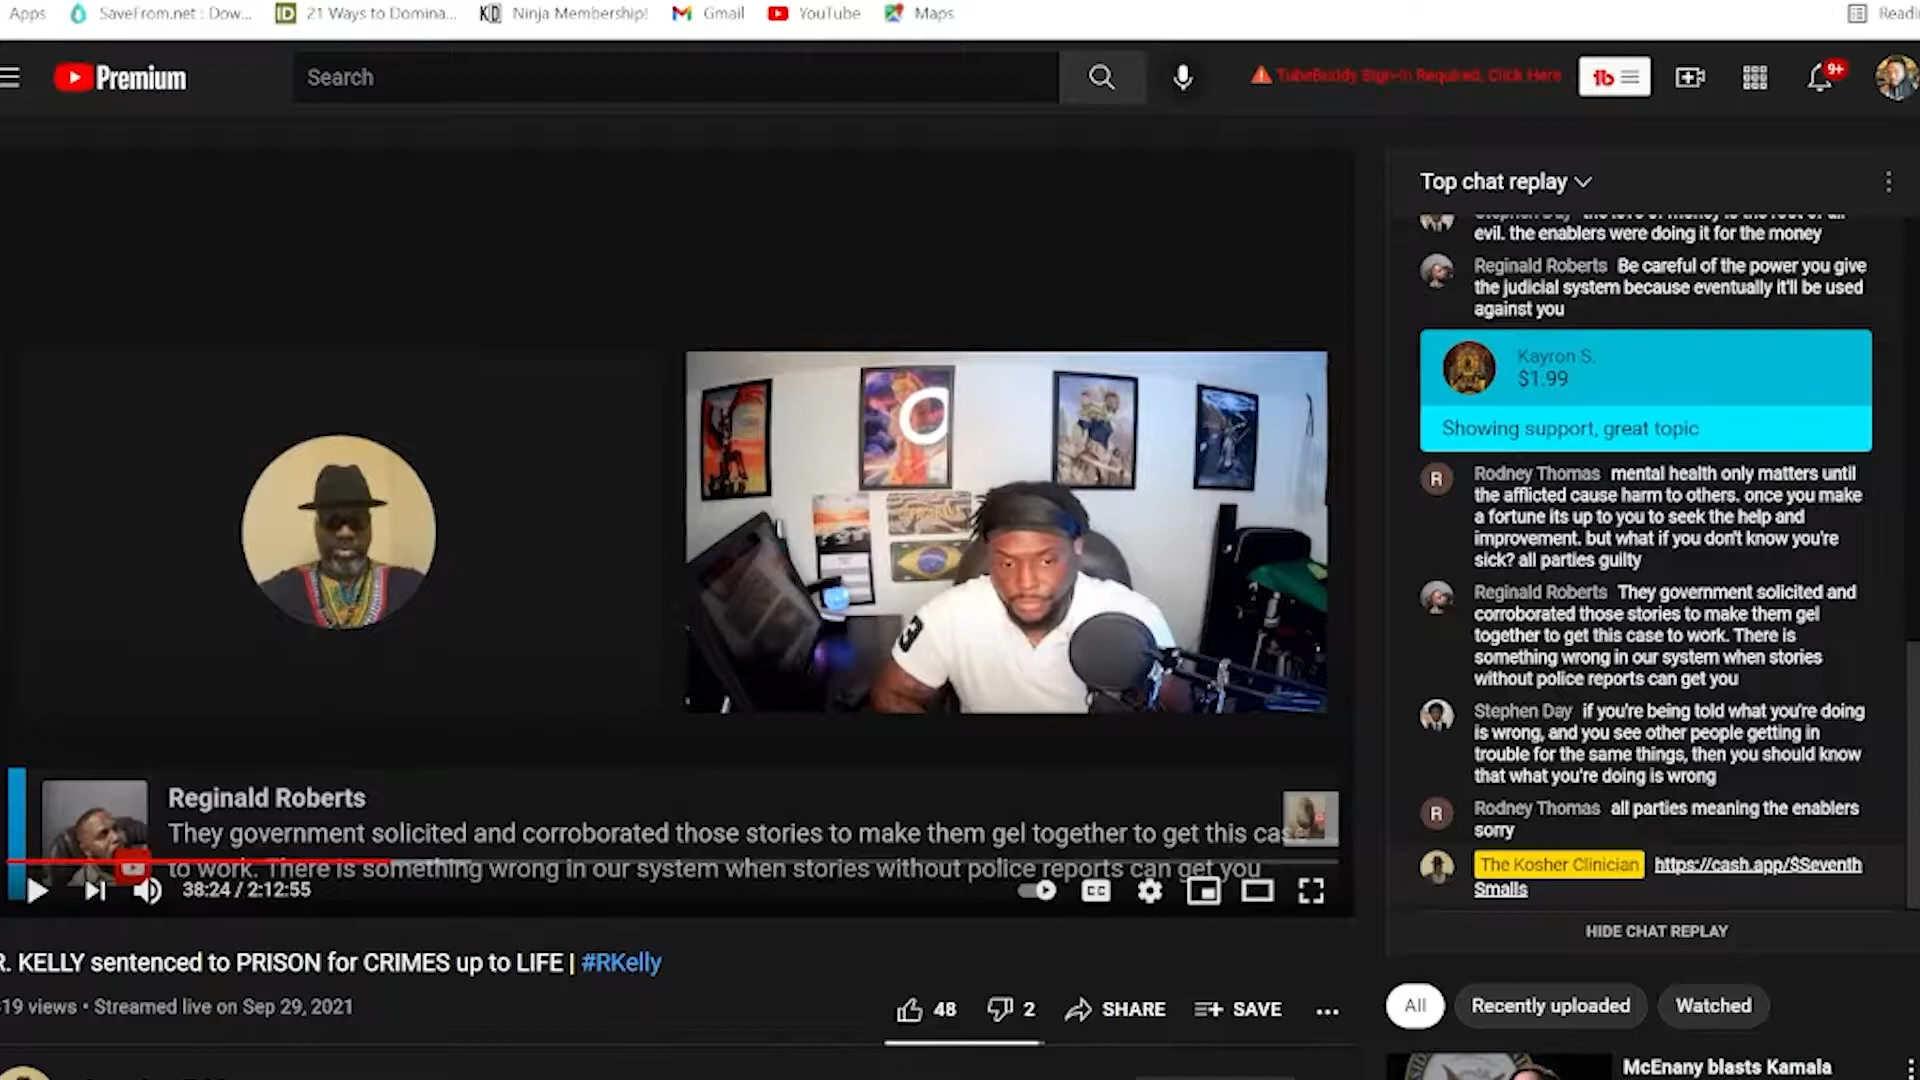 Apps SaveFrom.net : Dow... ID 21 Ways to Domina... KD Ninja Membership! Gmail YouTube Maps
Premium
Search
TubeBuddy Sign-In Required, Click Here
tb
9+
Top chat replay
evil. the enablers were doing it for the money
Reginald Roberts Be careful of the power you give
the judicial system because eventually it'll be used
against you
Kayron S.
$1.99
Showing support, great topic
R Rodney Thomas mental health only matters until
the afflicted cause harm to others. once you make
a fortune its up to you to seek the help and
improvement. but what if you don't know you're
sick? all parties guilty
Reginald Roberts They government solicited and
corroborated those stories to make them gel
together to get this case to work. There is
something wrong in our system when stories
without police reports can get you
Stephen Day if you're being told what you're doing
is wrong, and you see other people getting in
trouble for the same things, then you should know
that what you're doing is wrong
R Rodney Thomas all parties meaning the enablers
sorry
The Kosher Clinician https://cash.app/$Seventh
Smalls
HIDE CHAT REPLAY
3
Reginald Roberts
They government solicited and corroborated those stories to make them gel together to get this case
to work. There is something wrong in our system when stories without police reports can get you
38:24 / 2:12:55
CC
R. KELLY sentenced to PRISON for CRIMES up to LIFE | #RKelly
19 views • Streamed live on Sep 29, 2021
48 2 SHARE SAVE
All Recently uploaded Watched
McEnany blasts Kamala